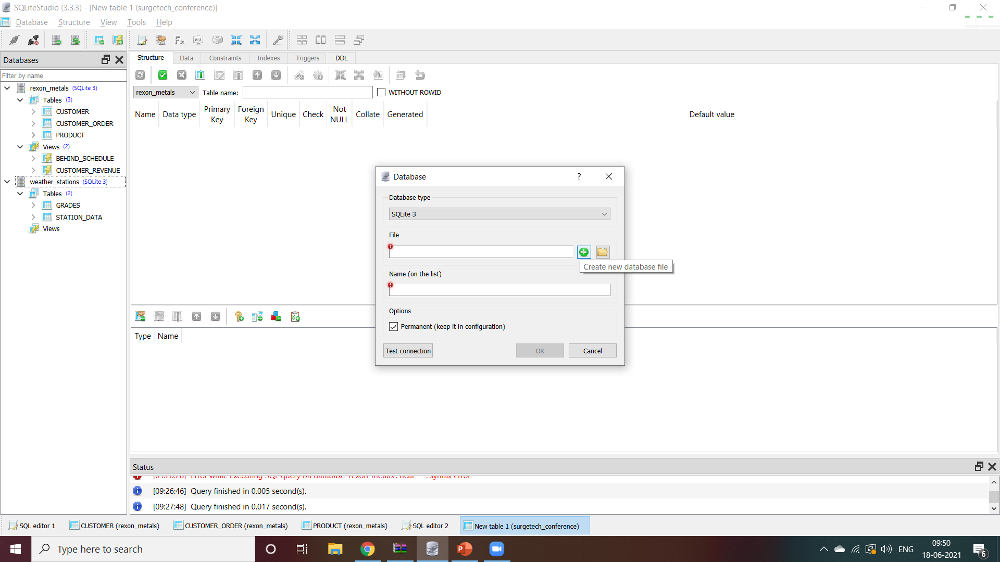 SQLiteStudio (3.3.3) - [New table 1 (surgetech_conference)]
Database Structure View Tools Help
Databases
Filter by name
rexon_metals (SQLite 3)
Tables (3)
CUSTOMER
CUSTOMER_ORDER
PRODUCT
Views (2)
BEHIND_SCHEDULE
CUSTOMER_REVENUE
weather_stations (SQLite 3)
Tables (2)
GRADES
STATION_DATA
Views
Structure Data Constraints Indexes Triggers DDL
rexon_metals Table name: WITHOUT ROWID
Name Data type Primary Key Foreign Key Unique Check Not NULL Collate Generated Default value
Database ?
Database type
SQLite 3
File
Create new database file
Name (on the list)
Options
Permanent (keep it in configuration)
Test connection OK Cancel
Type Name
Status
[09:26:28] Error while executing SQL query on database 'rexon_metals': near " ": syntax error
[09:26:46] Query finished in 0.005 second(s).
[09:27:48] Query finished in 0.017 second(s).
SQL editor 1 CUSTOMER (rexon_metals) CUSTOMER_ORDER (rexon_metals) PRODUCT (rexon_metals) SQL editor 2 New table 1 (surgetech_conference)
Type here to search
ENG
09:50
18-06-2021
6